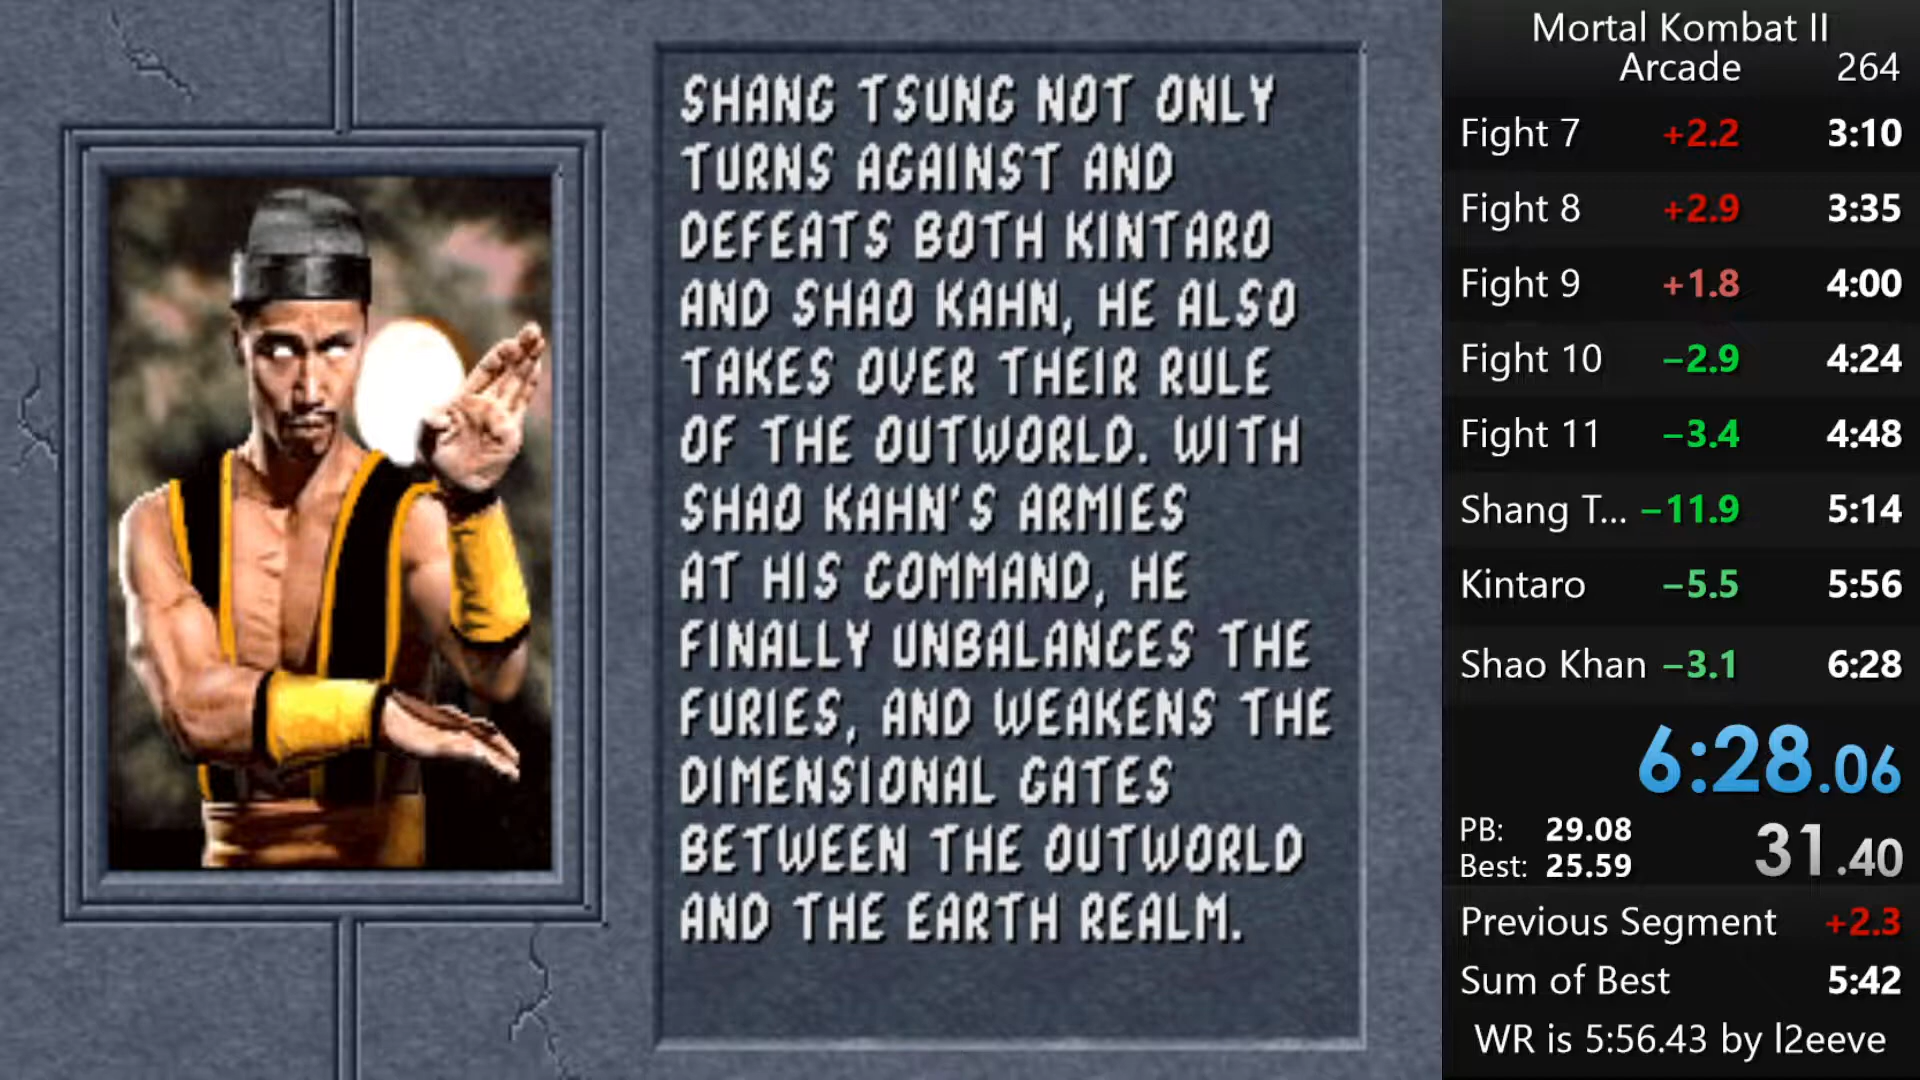 SHANG TSUNG NOT ONLY
TURNS AGAINST AND
DEFEATS BOTH KINTARO
AND SHAO KAHN, HE ALSO
TAKES OVER THEIR RULE
OF THE OUTWORLD. WITH
SHAO KAHN'S ARMIES
AT HIS COMMAND, HE
FINALLY UNBALANCES THE
FURIES, AND WEAKENS THE
DIMENSIONAL GATES
BETWEEN THE OUTWORLD
AND THE EARTH REALM.
Mortal Kombat II
Arcade 264
Fight 7 +2.2 3:10
Fight 8 +2.9 3:35
Fight 9 +1.8 4:00
Fight 10 −2.9 4:24
Fight 11 −3.4 4:48
Shang T... −11.9 5:14
Kintaro −5.5 5:56
Shao Khan −3.1 6:28
6:28.06
PB: 29.08
Best: 25.59
31.40
Previous Segment +2.3
Sum of Best 5:42
WR is 5:56.43 by l2eeve